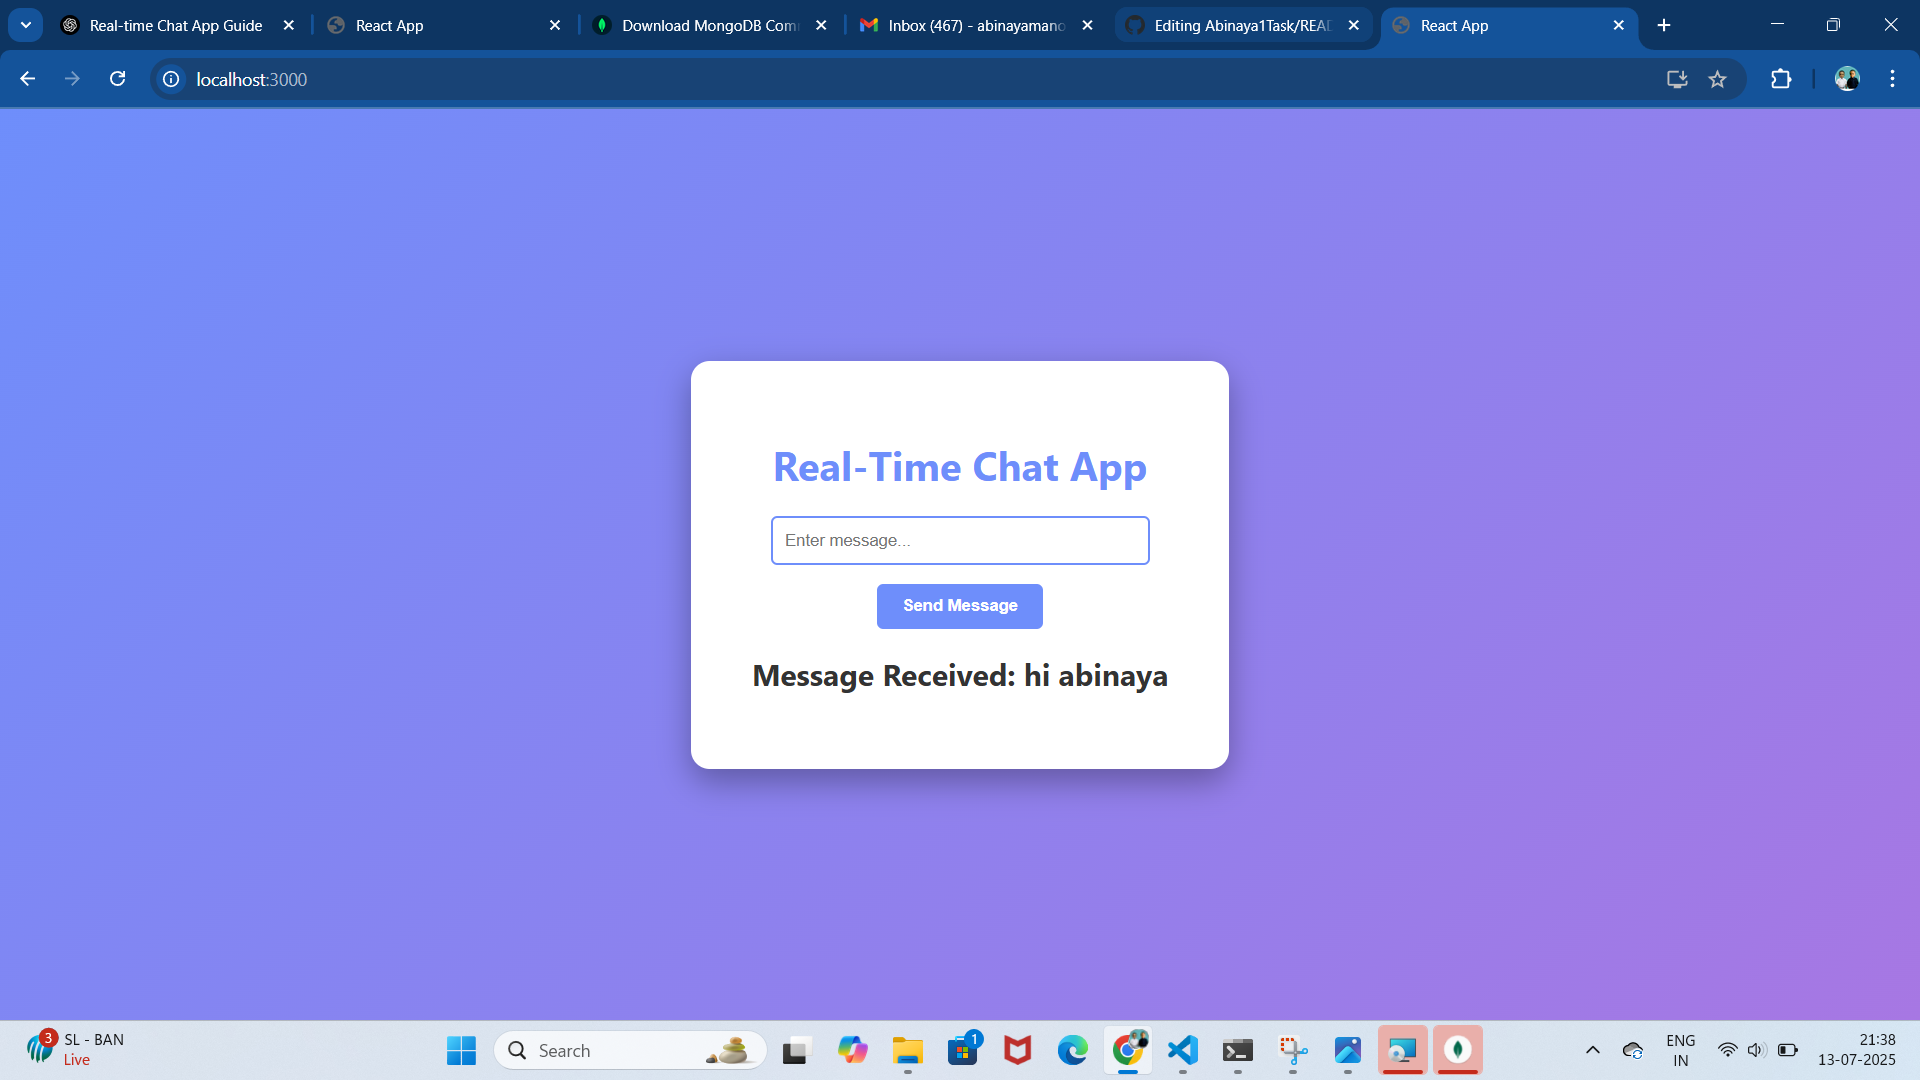 Real-time Chat App Guide
React App
Download MongoDB Com
Inbox (467) - abinayamano
Editing Abinaya1Task/READ
React App
localhost:3000
Real-Time Chat App
Enter message...
Send Message
Message Received: hi abinaya
3
SL - BAN
Live
Search
1
ENG
IN
21:38
13-07-2025